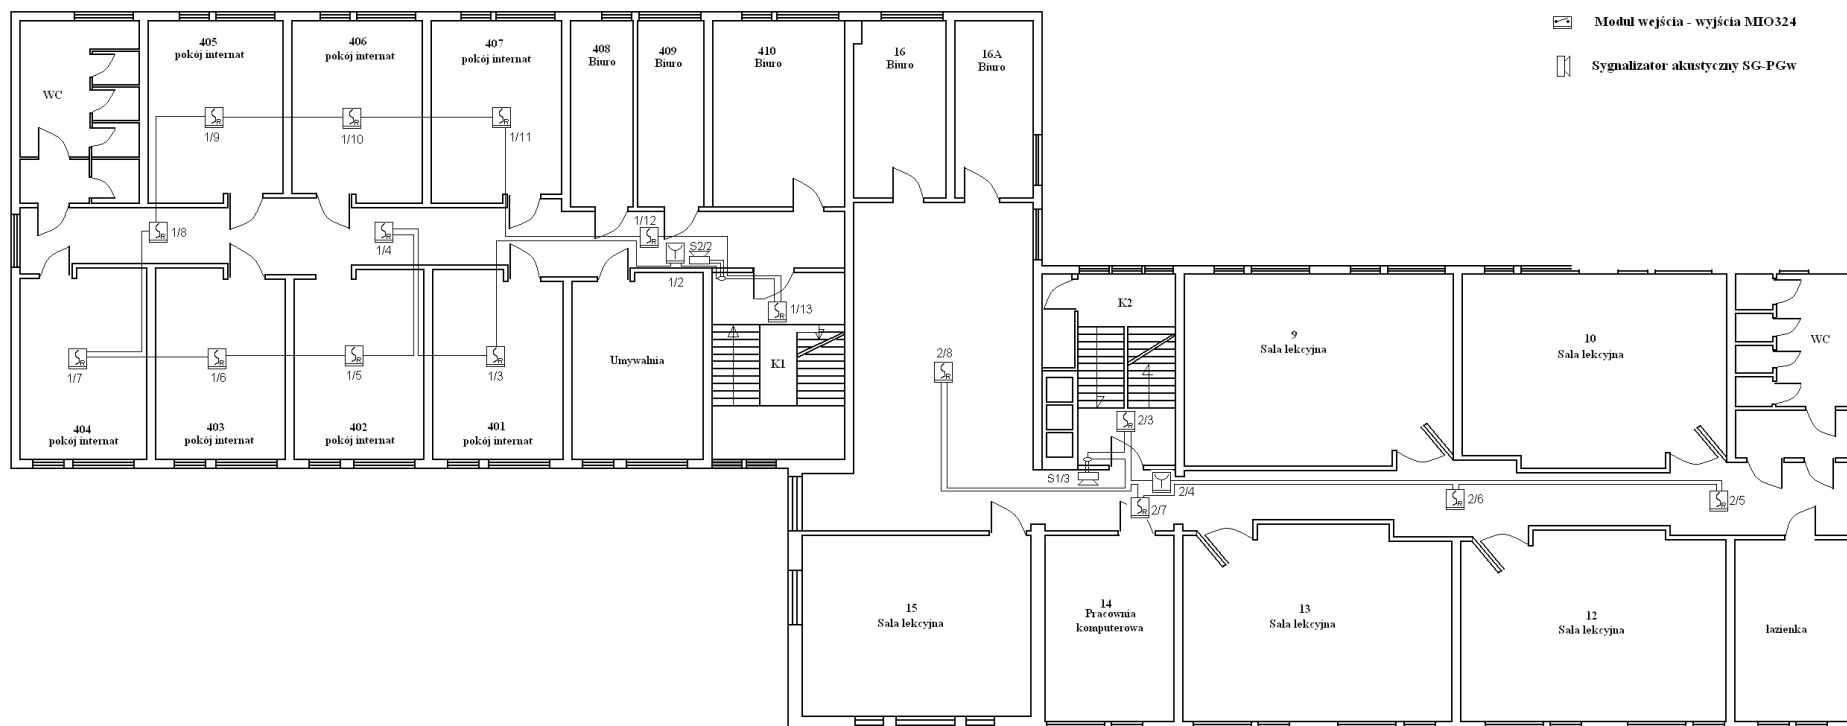 Moduł wejścia - wyjścia MIO324
Sygnalizator akustyczny SG-PGw
405
pokój internat
406
pokój internat
407
pokój internat
408
Biuro
409
Biuro
410
Biuro
16
Biuro
16A
Biuro
WC
R
1/9
R
1/10
R
1/11
R
1/8
R
1/4
1/12
R
S2/2
1/2
R
1/13
K2
9
Sala lekcyjna
10
Sala lekcyjna
WC
R
1/7
R
1/6
R
1/5
R
1/3
Umywalnia
K1
2/8
R
404
pokój internat
403
pokój internat
402
pokój internat
401
pokój internat
R
2/3
S1/3
2/4
R
2/7
R
2/6
R
2/5
15
Sala lekcyjna
14
Pracownia
komputerowa
13
Sala lekcyjna
12
Sala lekcyjna
łazienka